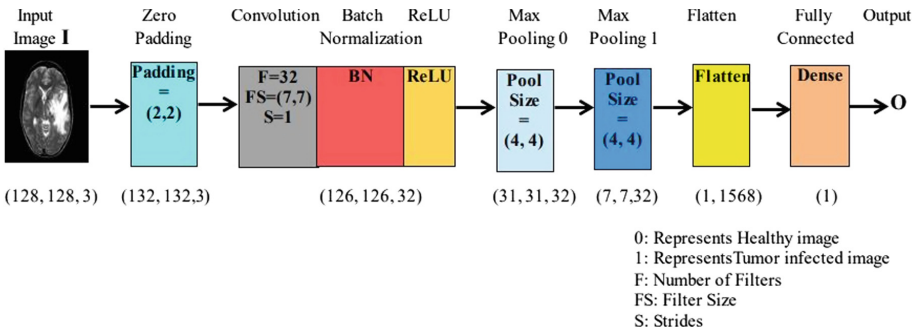 Input
Image I
Zero
Padding
Convolution
Batch
Normalization
ReLU
Max
Pooling 0
Max
Pooling 1
Flatten
Fully
Connected
Output
Padding
=
(2,2)
F=32
FS=(7,7)
S=1
BN
ReLU
Pool
Size
=
(4, 4)
Pool
Size
=
(4, 4)
Flatten
Dense
O
(128, 128, 3)
(132, 132,3)
(126, 126, 32)
(31, 31, 32)
(7, 7,32)
(1, 1568)
(1)
0: Represents Healthy image
1: RepresentsTumor infected image
F: Number of Filters
FS: Filter Size
S: Strides